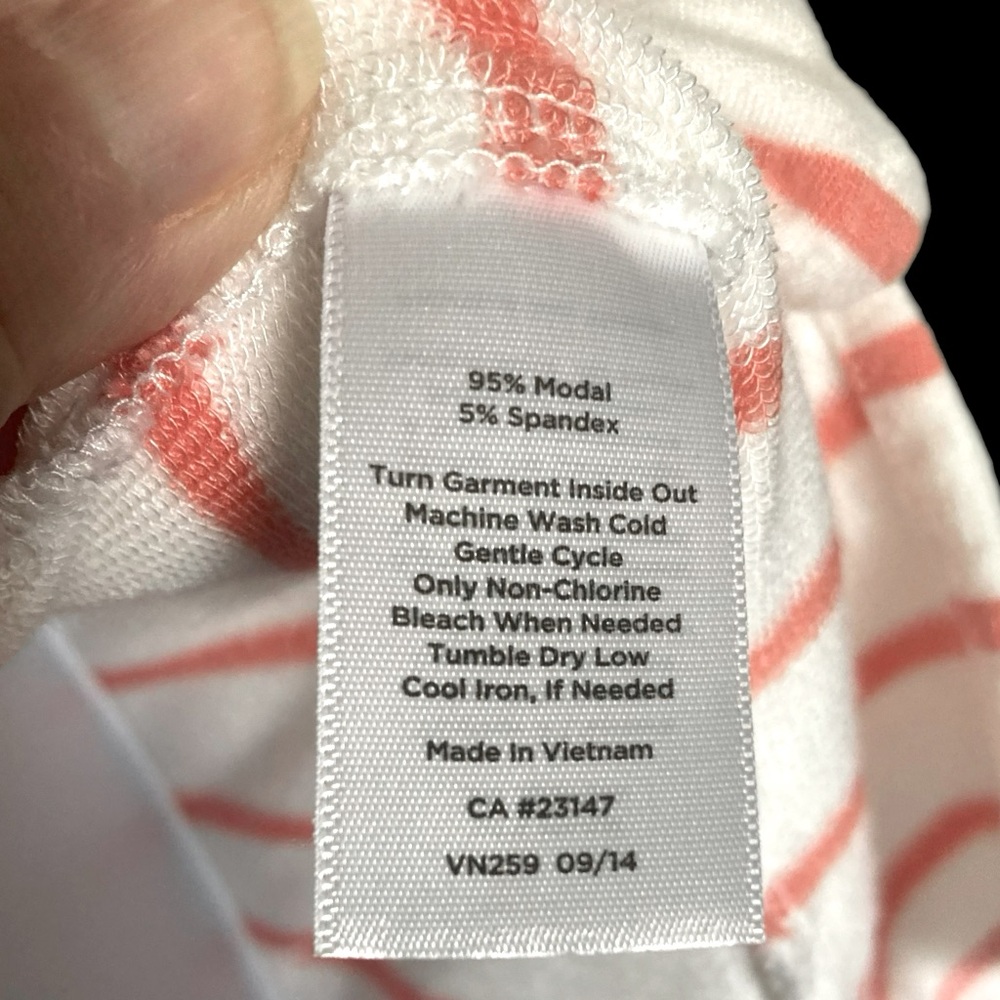 95% Modal
5% Spandex
Turn Garment Inside Out
Machine Wash Cold
Gentle Cycle
Only Non-Chlorine
Bleach When Needed
Tumble Dry Low
Cool Iron, If Needed
Made In Vietnam
CA #23147
VN259 09/14